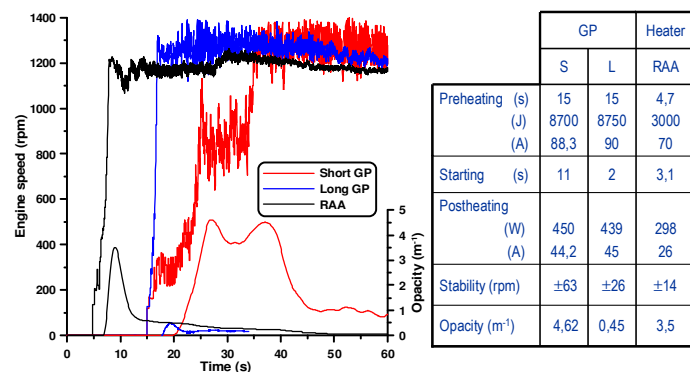 1400
1200
1000
800
600
400
200
0
Engine speed (rpm)
Short GP
Long GP
RAA
5
4
3
2
1
0
Opacity (m-1)
0 10 20 30 40 50 60
Time (s)
GP Heater
S L RAA
Preheating (s) 15 15 4,7
(J) 8700 8750 3000
(A) 88,3 90 70
Starting (s) 11 2 3,1
Postheating
(W) 450 439 298
(A) 44,2 45 26
Stability (rpm) ±63 ±26 ±14
Opacity (m-1) 4,62 0,45 3,5